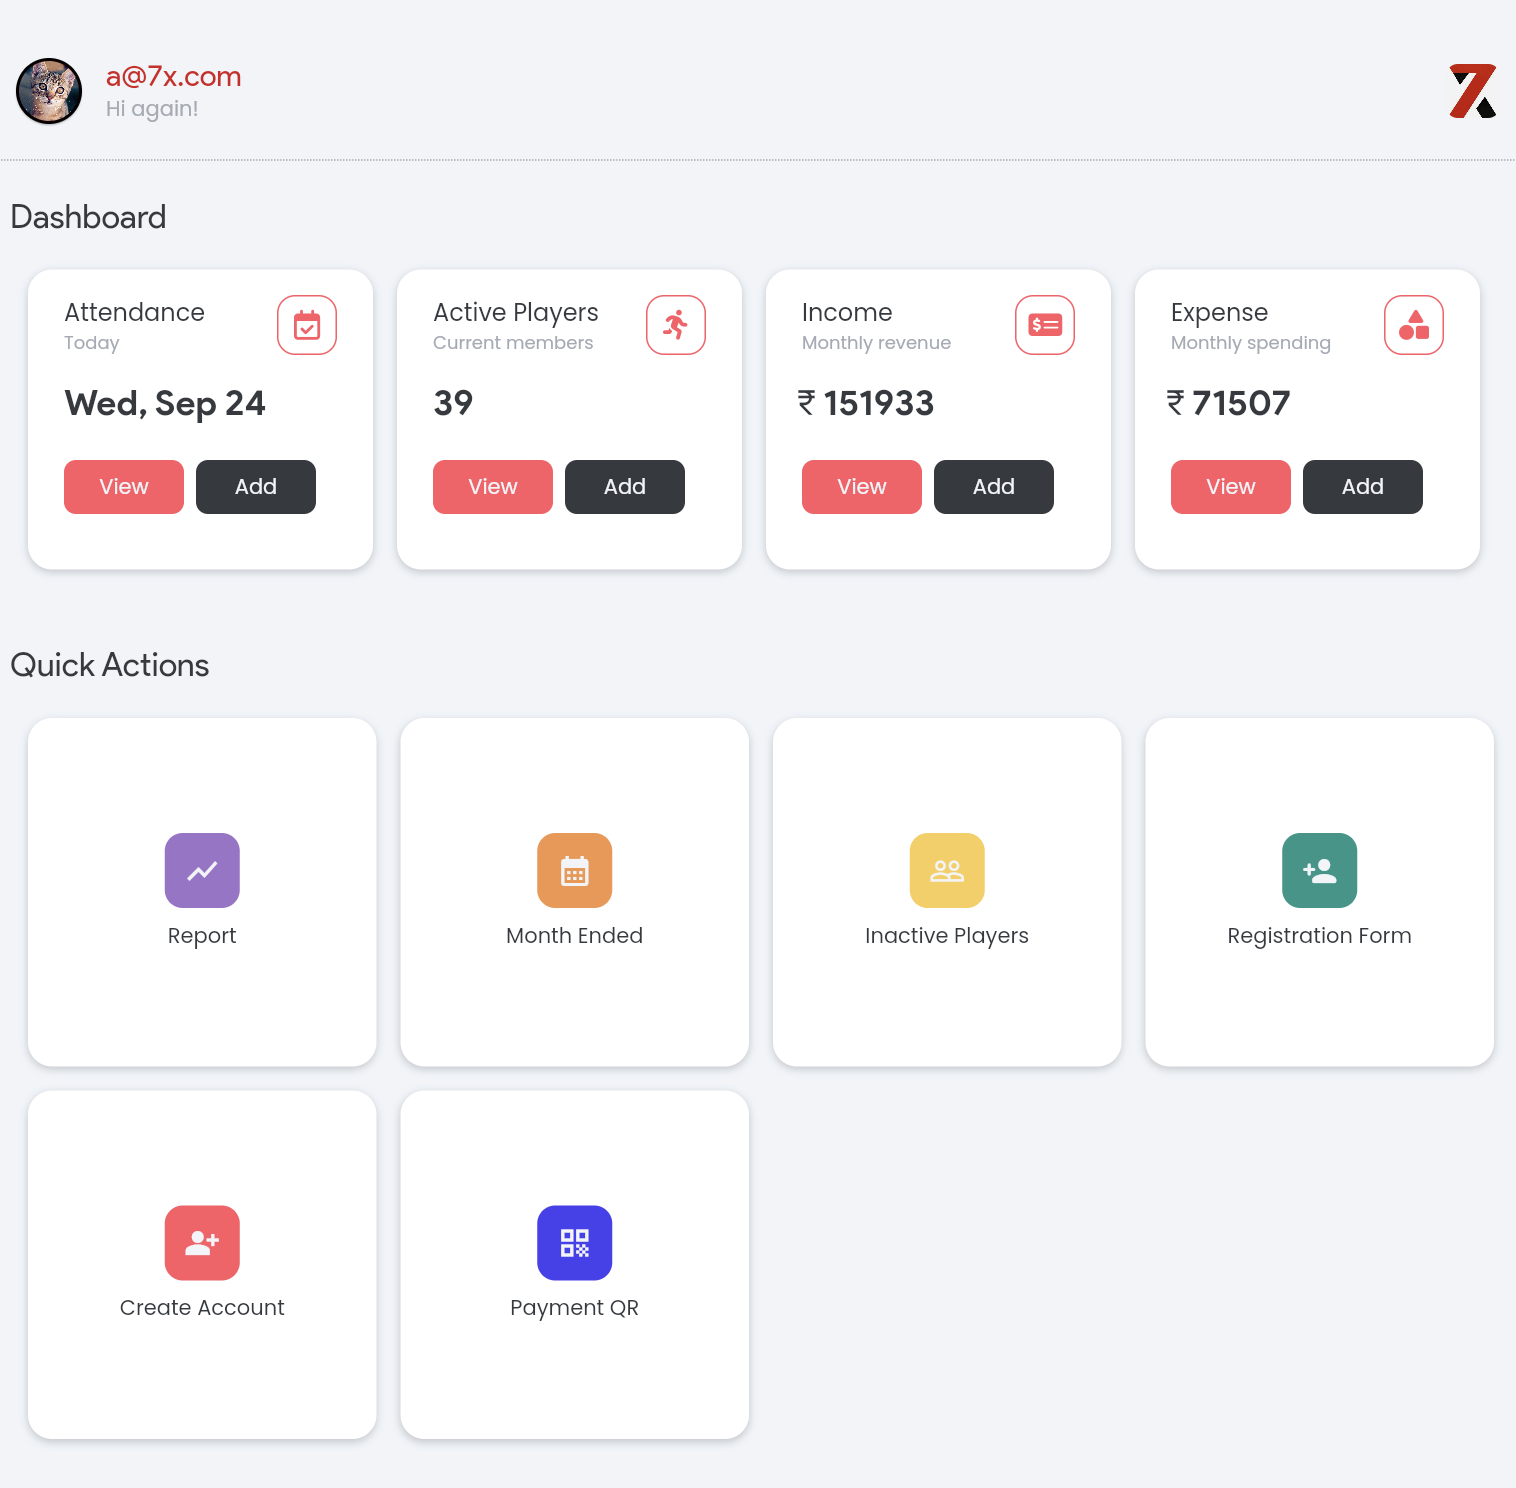 a@7x.com
Hi again!
7X
Dashboard
Attendance
Today
Wed, Sep 24
View Add
Active Players
Current members
39
View Add
Income
Monthly revenue
₹ 151933
View Add
Expense
Monthly spending
₹ 71507
View Add
Quick Actions
Report
Month Ended
Inactive Players
Registration Form
Create Account
Payment QR